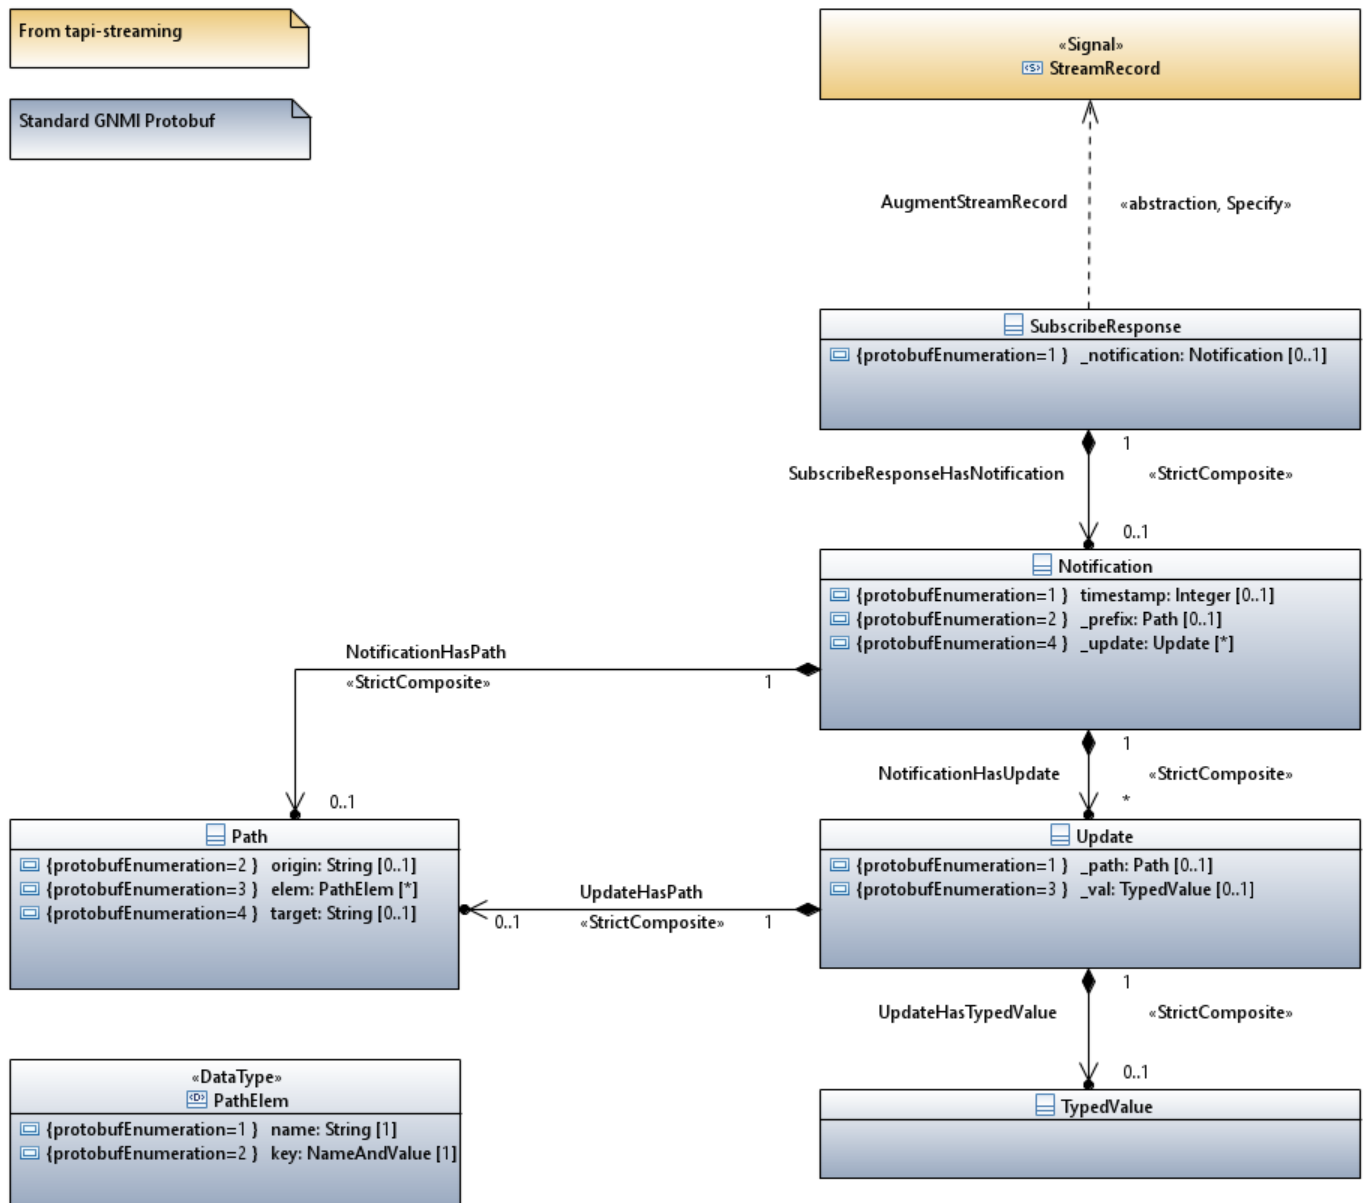 From tapi-streaming
Standard GNMI Protobuf
«Signal»
StreamRecord
AugmentStreamRecord
«abstraction, Specify»
SubscribeResponse
{protobufEnumeration=1 } _notification: Notification [0..1]
1
SubscribeResponseHasNotification
«StrictComposite»
0..1
Notification
{protobufEnumeration=1 } timestamp: Integer [0..1]
{protobufEnumeration=2 } _prefix: Path [0..1]
{protobufEnumeration=4 } _update: Update [*]
NotificationHasPath
«StrictComposite»
1
0..1
1
NotificationHasUpdate
«StrictComposite»
*
Path
{protobufEnumeration=2 } origin: String [0..1]
{protobufEnumeration=3 } elem: PathElem [*]
{protobufEnumeration=4 } target: String [0..1]
UpdateHasPath
0..1
«StrictComposite»
1
Update
{protobufEnumeration=1 } _path: Path [0..1]
{protobufEnumeration=3 } _val: TypedValue [0..1]
1
UpdateHasTypedValue
«StrictComposite»
0..1
«DataType»
<D> PathElem
{protobufEnumeration=1 } name: String [1]
{protobufEnumeration=2 } key: NameAndValue [1]
TypedValue